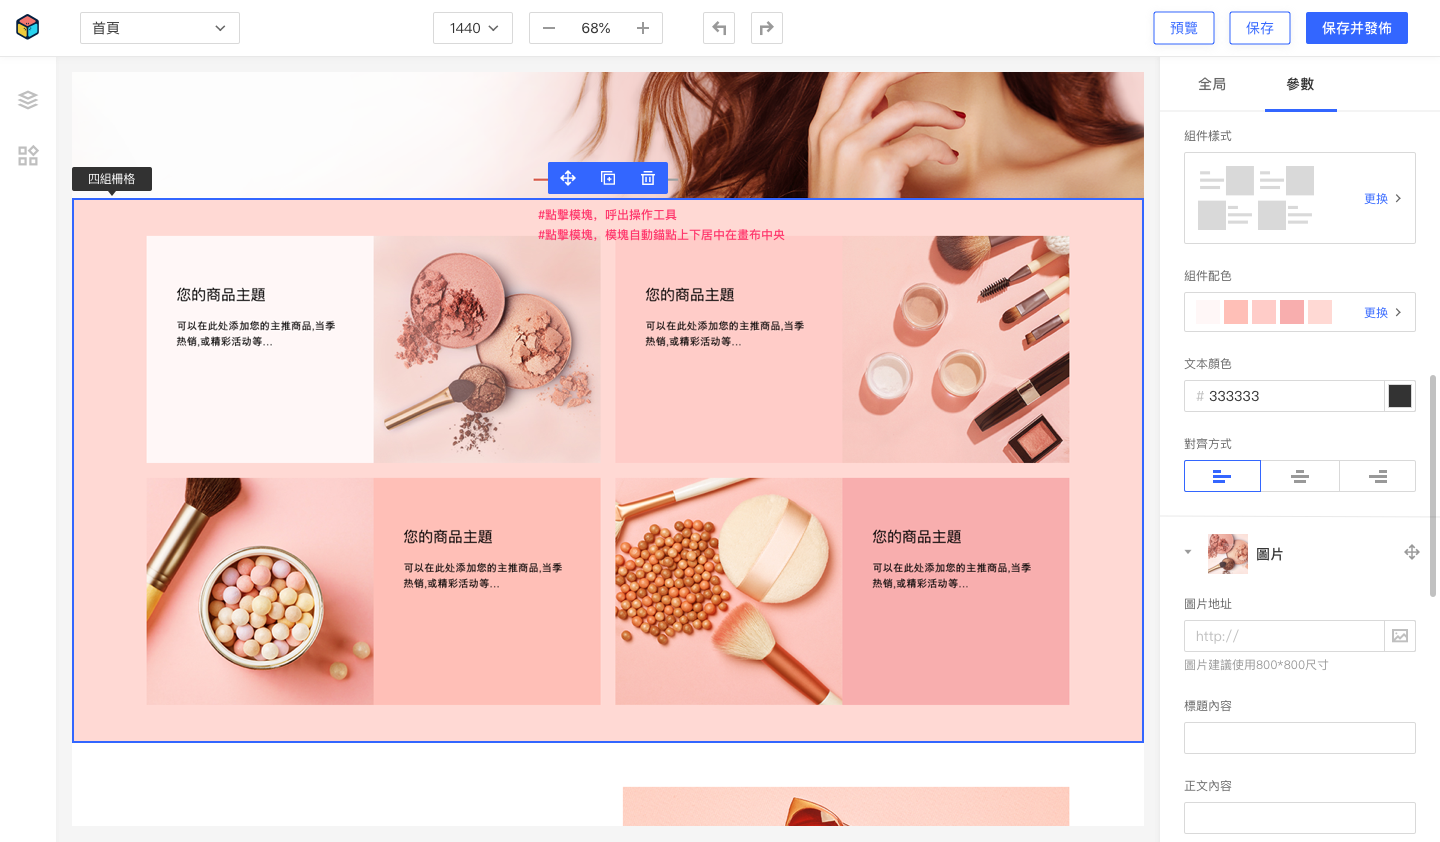 首頁
1440
68%
預覽
保存
保存并發佈
全局
參數
四組柵格
#點擊模塊，呼出操作工具
#點擊模塊，模塊自動錨點上下居中在畫布中央
您的商品主題
可以在此处添加您的主推商品,当季
热销,或精彩活动等...
您的商品主題
可以在此处添加您的主推商品,当季
热销,或精彩活动等...
您的商品主題
可以在此处添加您的主推商品,当季
热销,或精彩活动等...
您的商品主題
可以在此处添加您的主推商品,当季
热销,或精彩活动等...
組件樣式
更换
組件配色
更换
文本顏色
# 333333
對齊方式
圖片
圖片地址
http://
圖片建議使用800*800尺寸
標題內容
正文內容